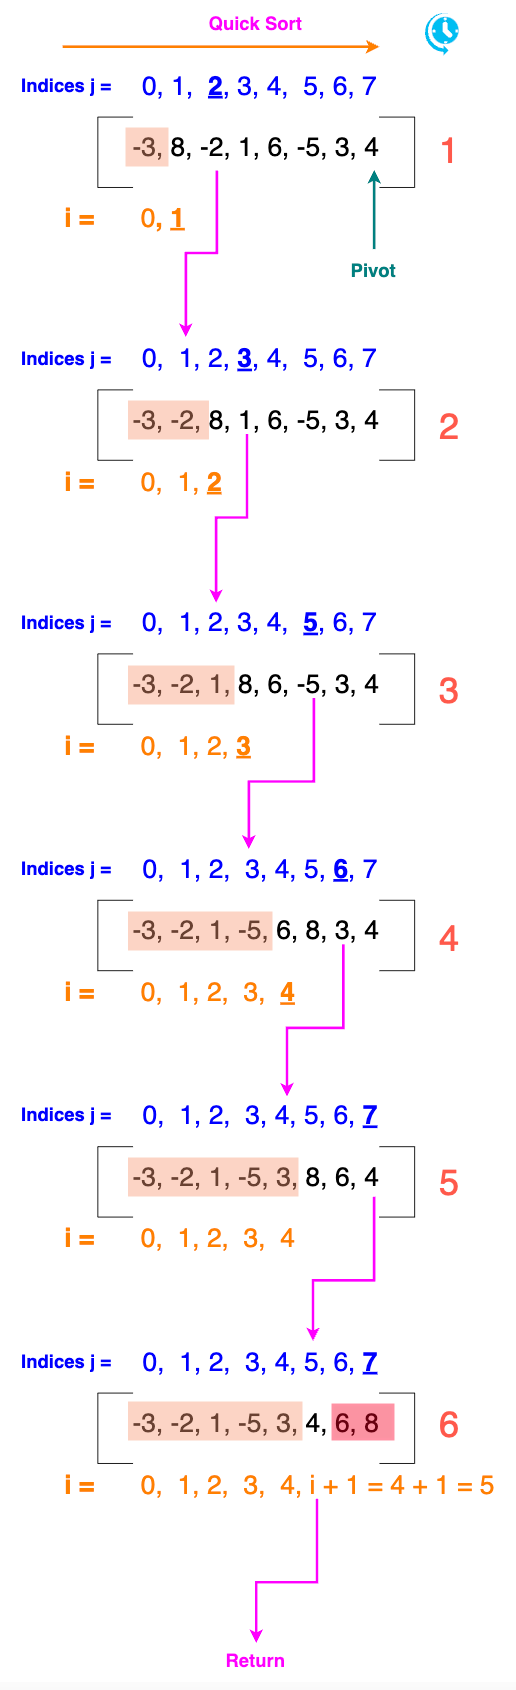 Quick Sort
Indices j = 0, 1, 2, 3, 4, 5, 6, 7
-3, 8, -2, 1, 6, -5, 3, 4 1
i = 0, 1
Pivot
Indices j = 0, 1, 2, 3, 4, 5, 6, 7
-3, -2, 8, 1, 6, -5, 3, 4 2
i = 0, 1, 2
Indices j = 0, 1, 2, 3, 4, 5, 6, 7
-3, -2, 1, 8, 6, -5, 3, 4 3
i = 0, 1, 2, 3
Indices j = 0, 1, 2, 3, 4, 5, 6, 7
-3, -2, 1, -5, 6, 8, 3, 4 4
i = 0, 1, 2, 3, 4
Indices j = 0, 1, 2, 3, 4, 5, 6, 7
-3, -2, 1, -5, 3, 8, 6, 4 5
i = 0, 1, 2, 3, 4
Indices j = 0, 1, 2, 3, 4, 5, 6, 7
-3, -2, 1, -5, 3, 4, 6, 8 6
i = 0, 1, 2, 3, 4, i + 1 = 4 + 1 = 5
Return